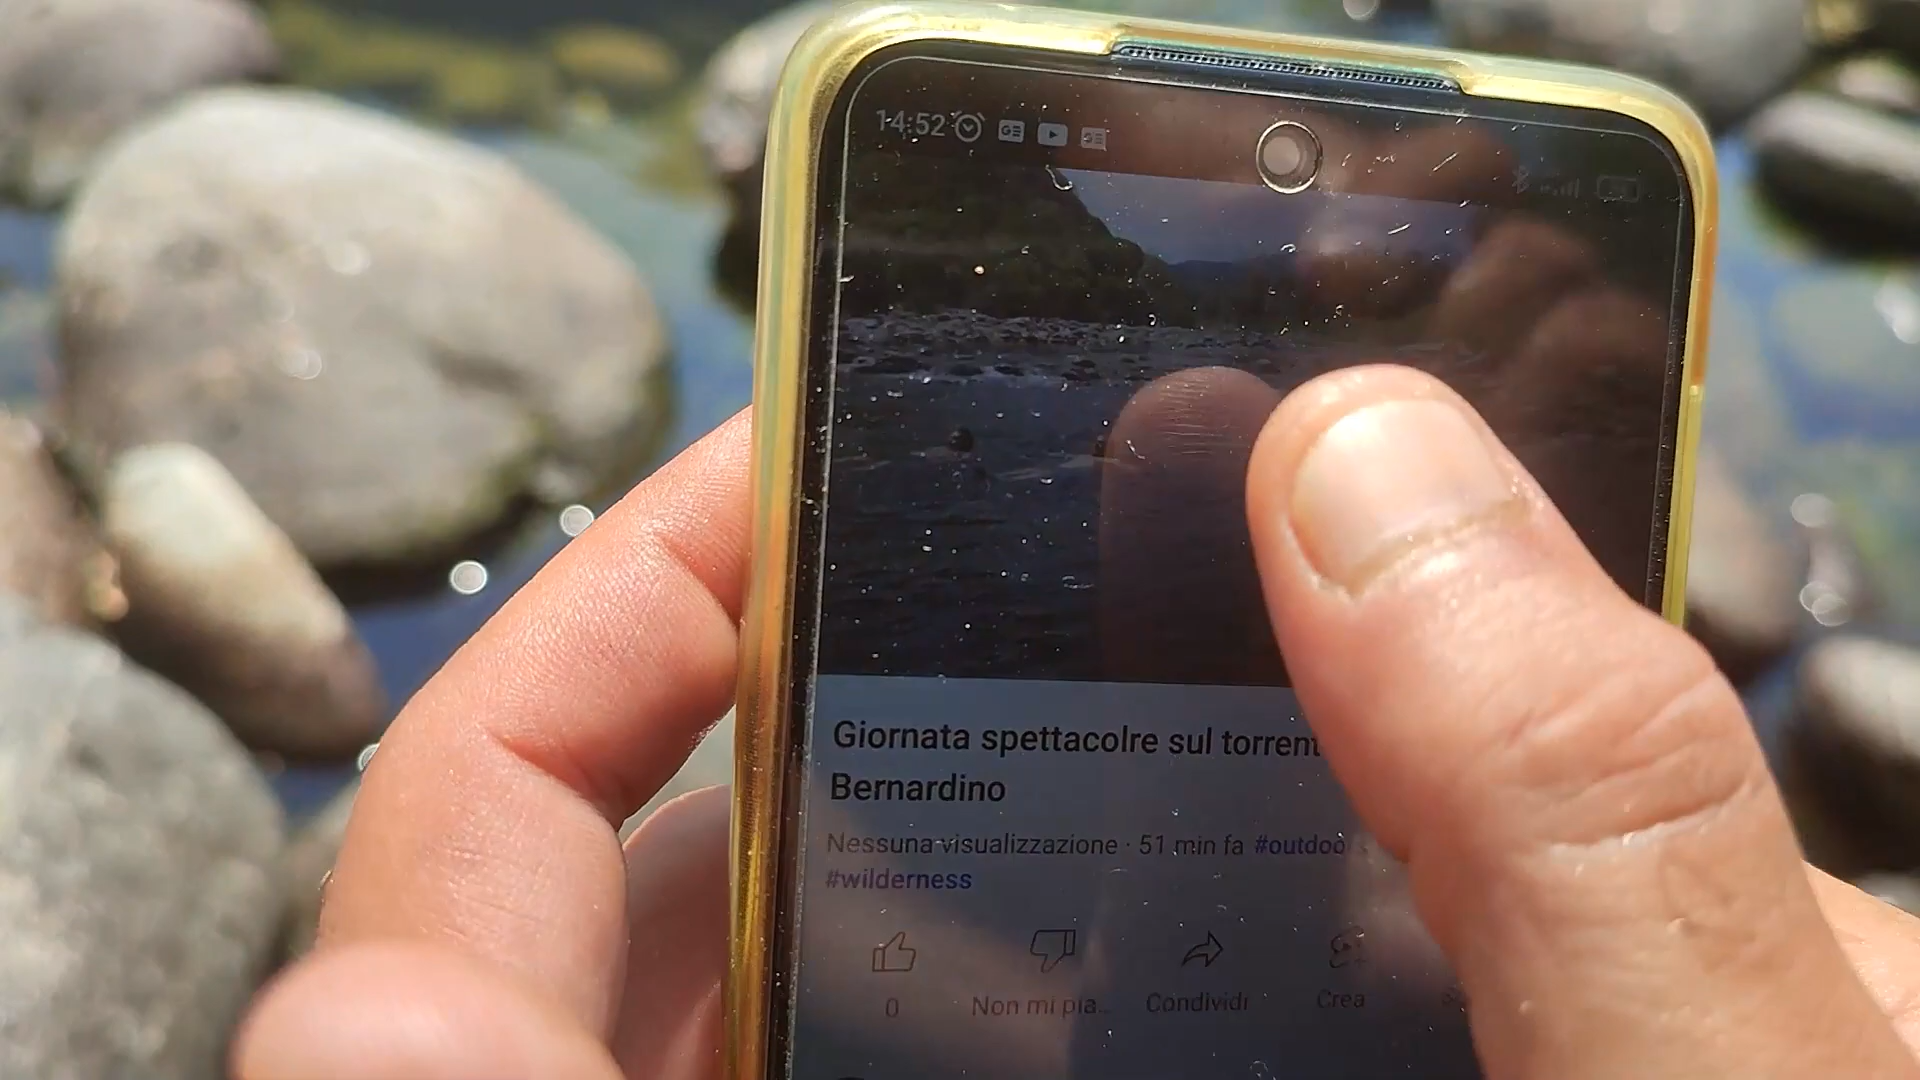 14:52
Giornata spettacolre sul torrent
Bernardino
Nessuna visualizzazione · 51 min fa #outdoo
#wilderness
0
Non mi pia...
Condividi
Crea